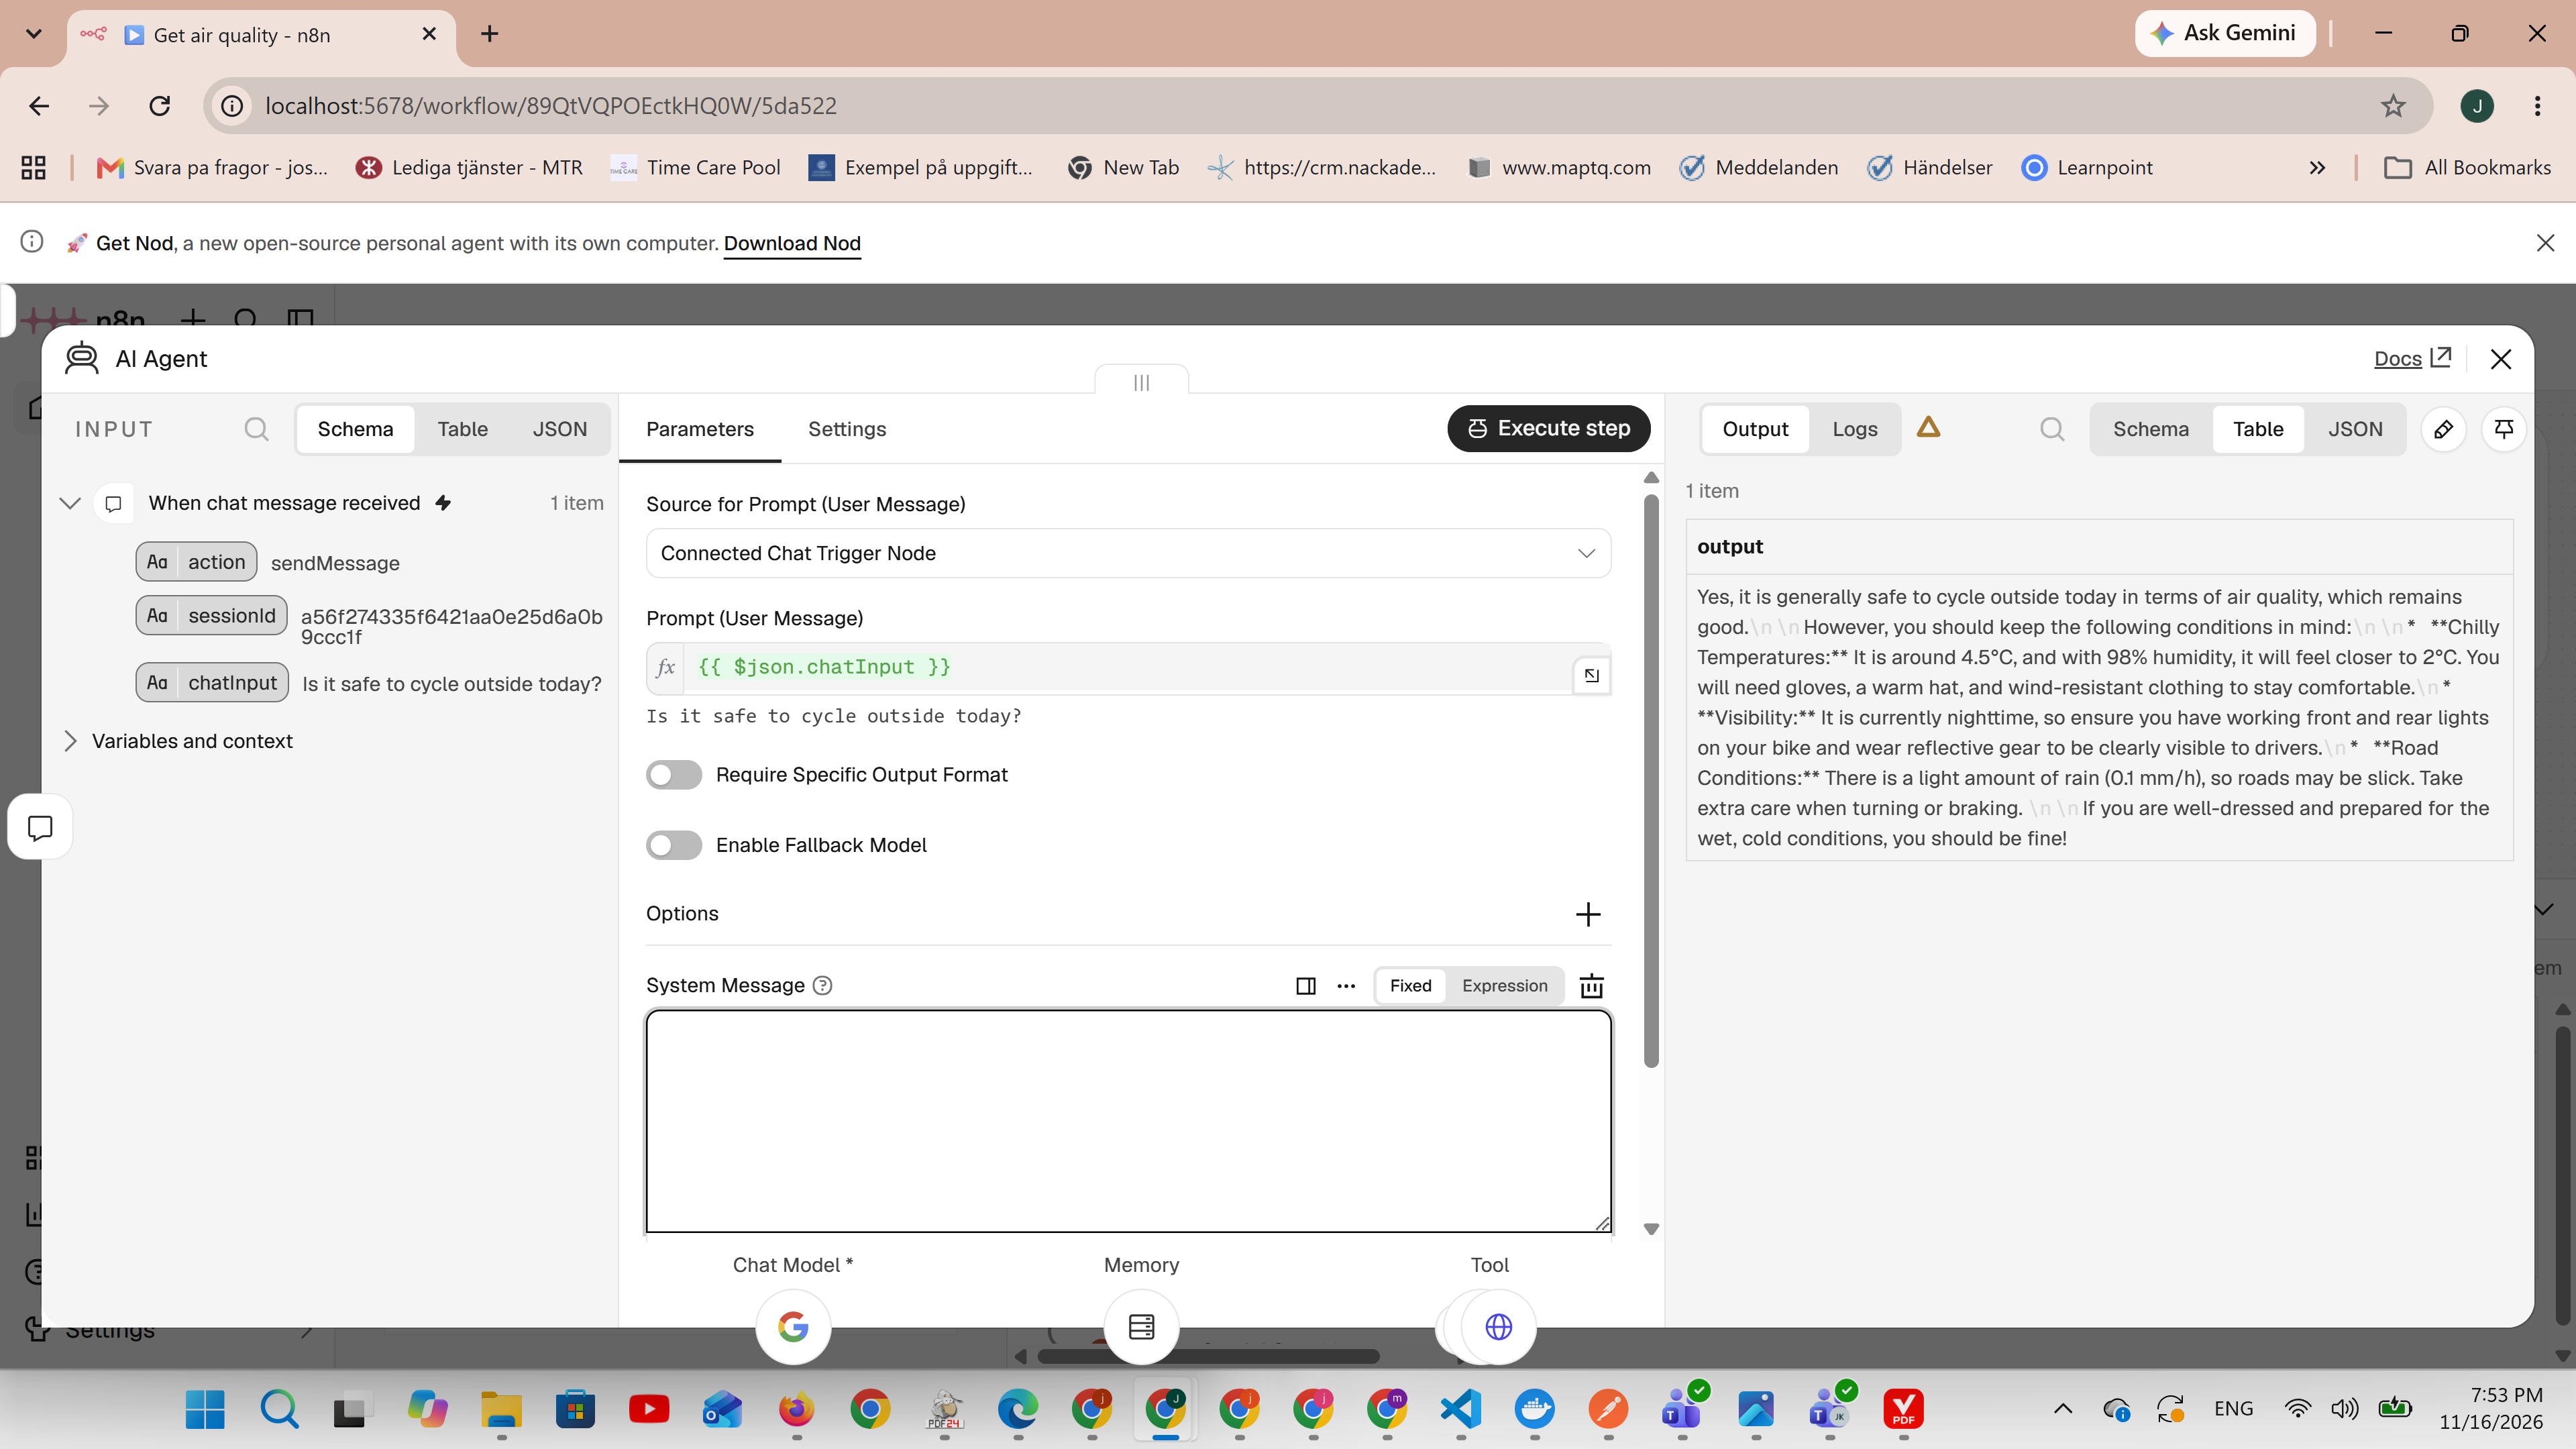 Get air quality - n8n
Ask Gemini
localhost:5678/workflow/89QtVQPOEctkHQ0W/5da522
J
Svara pa fragor - jos...
Lediga tjänster - MTR
Time Care Pool
Exempel på uppgift...
New Tab
https://crm.nackade...
www.maptq.com
Meddelanden
Händelser
Learnpoint
All Bookmarks
🚀 Get Nod, a new open-source personal agent with its own computer. Download Nod
n8n
AI Agent
Docs
INPUT
Schema
Table
JSON
When chat message received
1 item
Aa action sendMessage
Aa sessionId a56f274335f6421aa0e25d6a0b
9ccc1f
Aa chatInput Is it safe to cycle outside today?
Variables and context
Parameters
Settings
Execute step
Source for Prompt (User Message)
Connected Chat Trigger Node
Prompt (User Message)
fx {{ $json.chatInput }}
Is it safe to cycle outside today?
Require Specific Output Format
Enable Fallback Model
Options
System Message
Fixed
Expression
Chat Model *
Memory
Tool
Output
Logs
Schema
Table
JSON
1 item
output
Yes, it is generally safe to cycle outside today in terms of air quality, which remains
good.\n\nHowever, you should keep the following conditions in mind:\n\n*   **Chilly
Temperatures:** It is around 4.5°C, and with 98% humidity, it will feel closer to 2°C. You
will need gloves, a warm hat, and wind-resistant clothing to stay comfortable.\n*
**Visibility:** It is currently nighttime, so ensure you have working front and rear lights
on your bike and wear reflective gear to be clearly visible to drivers.\n*   **Road
Conditions:** There is a light amount of rain (0.1 mm/h), so roads may be slick. Take
extra care when turning or braking. \n\nIf you are well-dressed and prepared for the
wet, cold conditions, you should be fine!
em
Settings
PDF24
j
J
j
j
m
T
T
JK
PDF
ENG
7:53 PM
11/16/2026